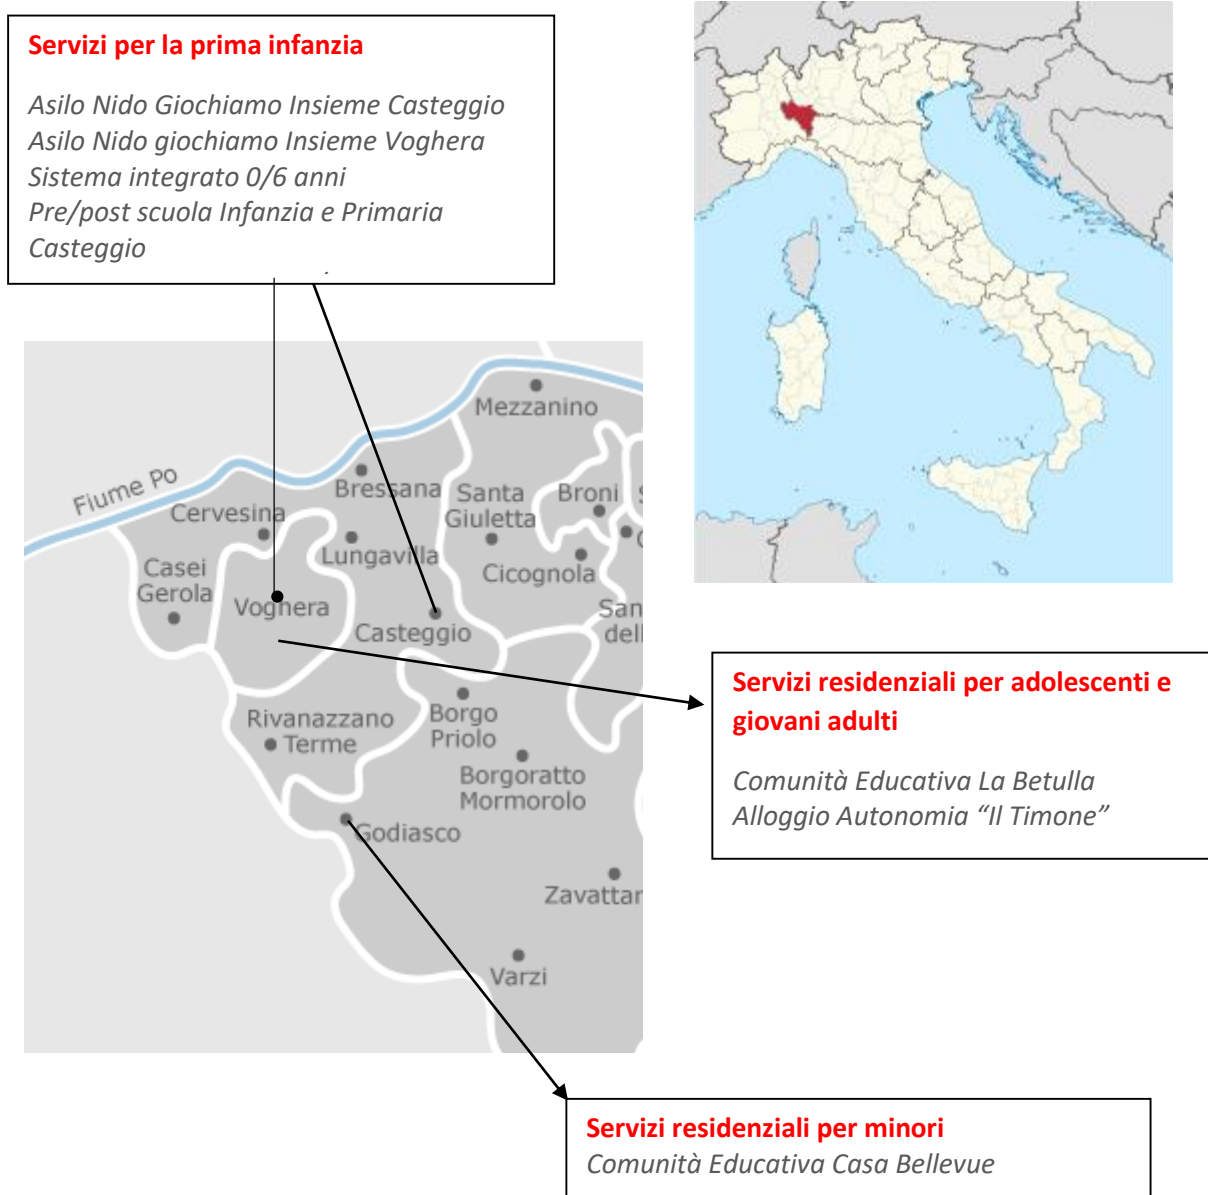 Servizi per la prima infanzia
Asilo Nido Giochiamo Insieme Casteggio
Asilo Nido giochiamo Insieme Voghera
Sistema integrato 0/6 anni
Pre/post scuola Infanzia e Primaria
Casteggio
Mezzanino
Fiume Po
Bressana
Santa
Giuletta
Broni
Cervesina
Lungavilla
Cicognola
Casei
Gerola
Voghera
Casteggio
San
dell
Servizi residenziali per adolescenti e
giovani adulti
Comunità Educativa La Betulla
Alloggio Autonomia “Il Timone”
Rivanazzano
Terme
Borgo
Priolo
Borgoratto
Mormorolo
Godiasco
Zavattar
Varzi
Servizi residenziali per minori
Comunità Educativa Casa Bellevue